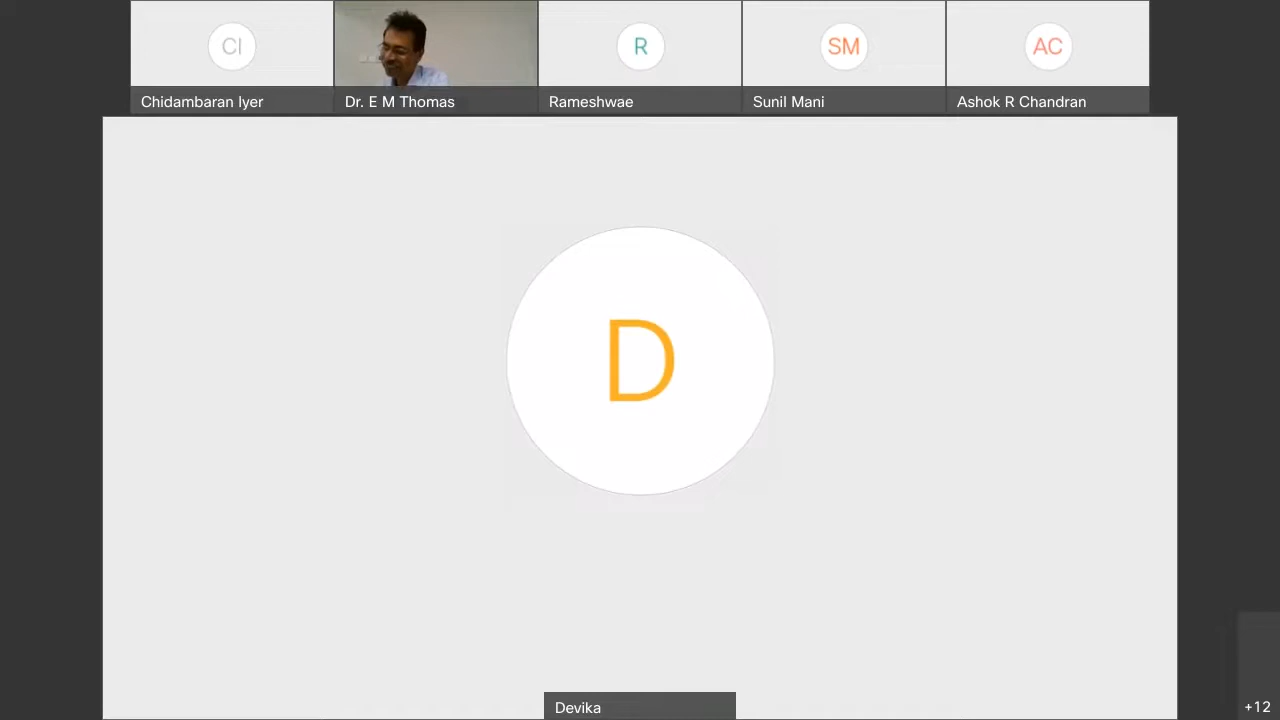 CI
R
SM
AC
Chidambaran Iyer
Dr. E M Thomas
Rameshwae
Sunil Mani
Ashok R Chandran
D
Devika
+12